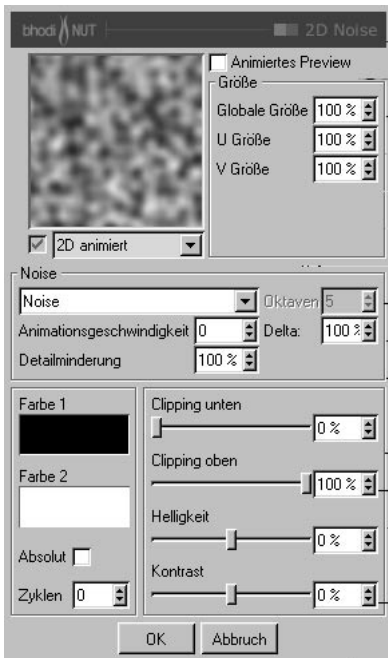 bhodi NUT 2D Noise
Animiertes Preview
Größe
Globale Größe 100 %
U Größe 100 %
V Größe 100 %
2D animiert
Noise
Noise Oktaven 5
Animationsgeschwindigkeit 0 Delta: 100 %
Detailminderung 100 %
Farbe 1
Farbe 2
Absolut
Zyklen 0
Clipping unten
0 %
Clipping oben
100 %
Helligkeit
0 %
Kontrast
0 %
OK Abbruch